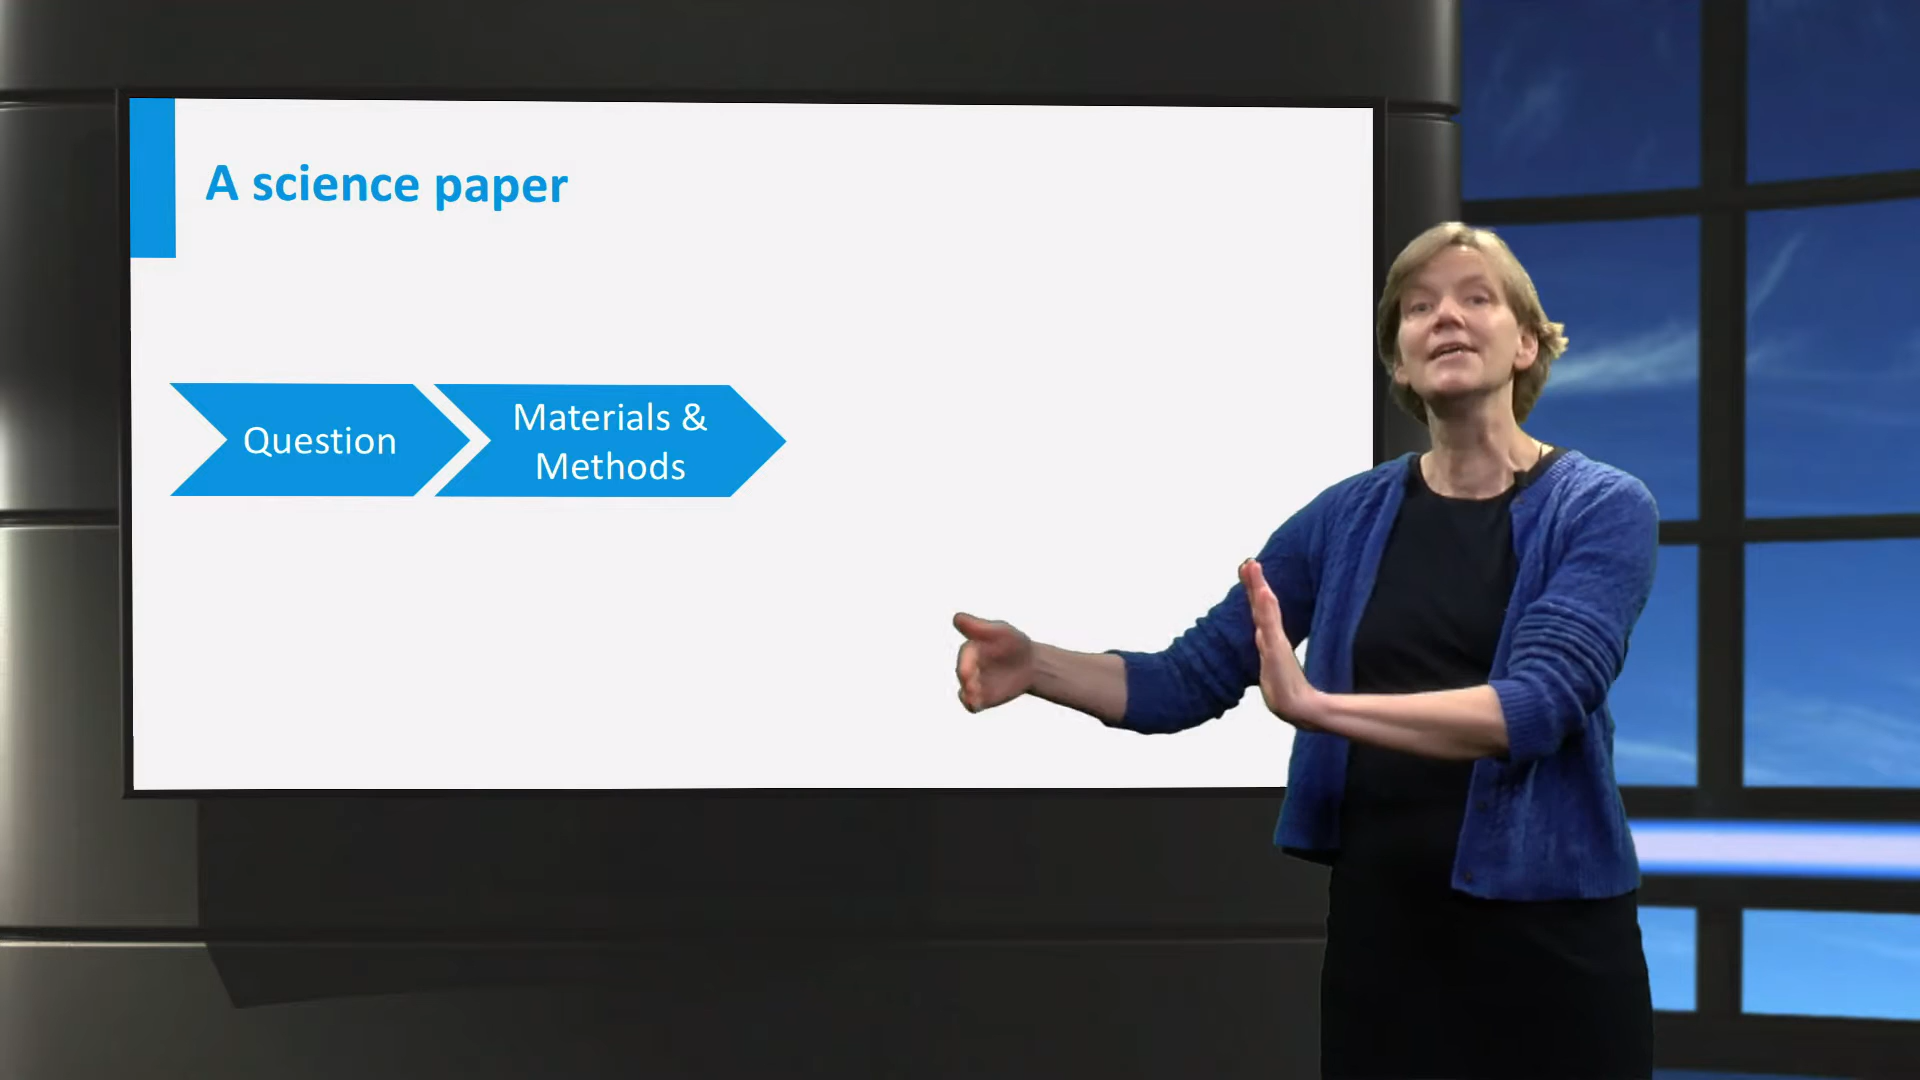 A science paper
Question
Materials &
Methods